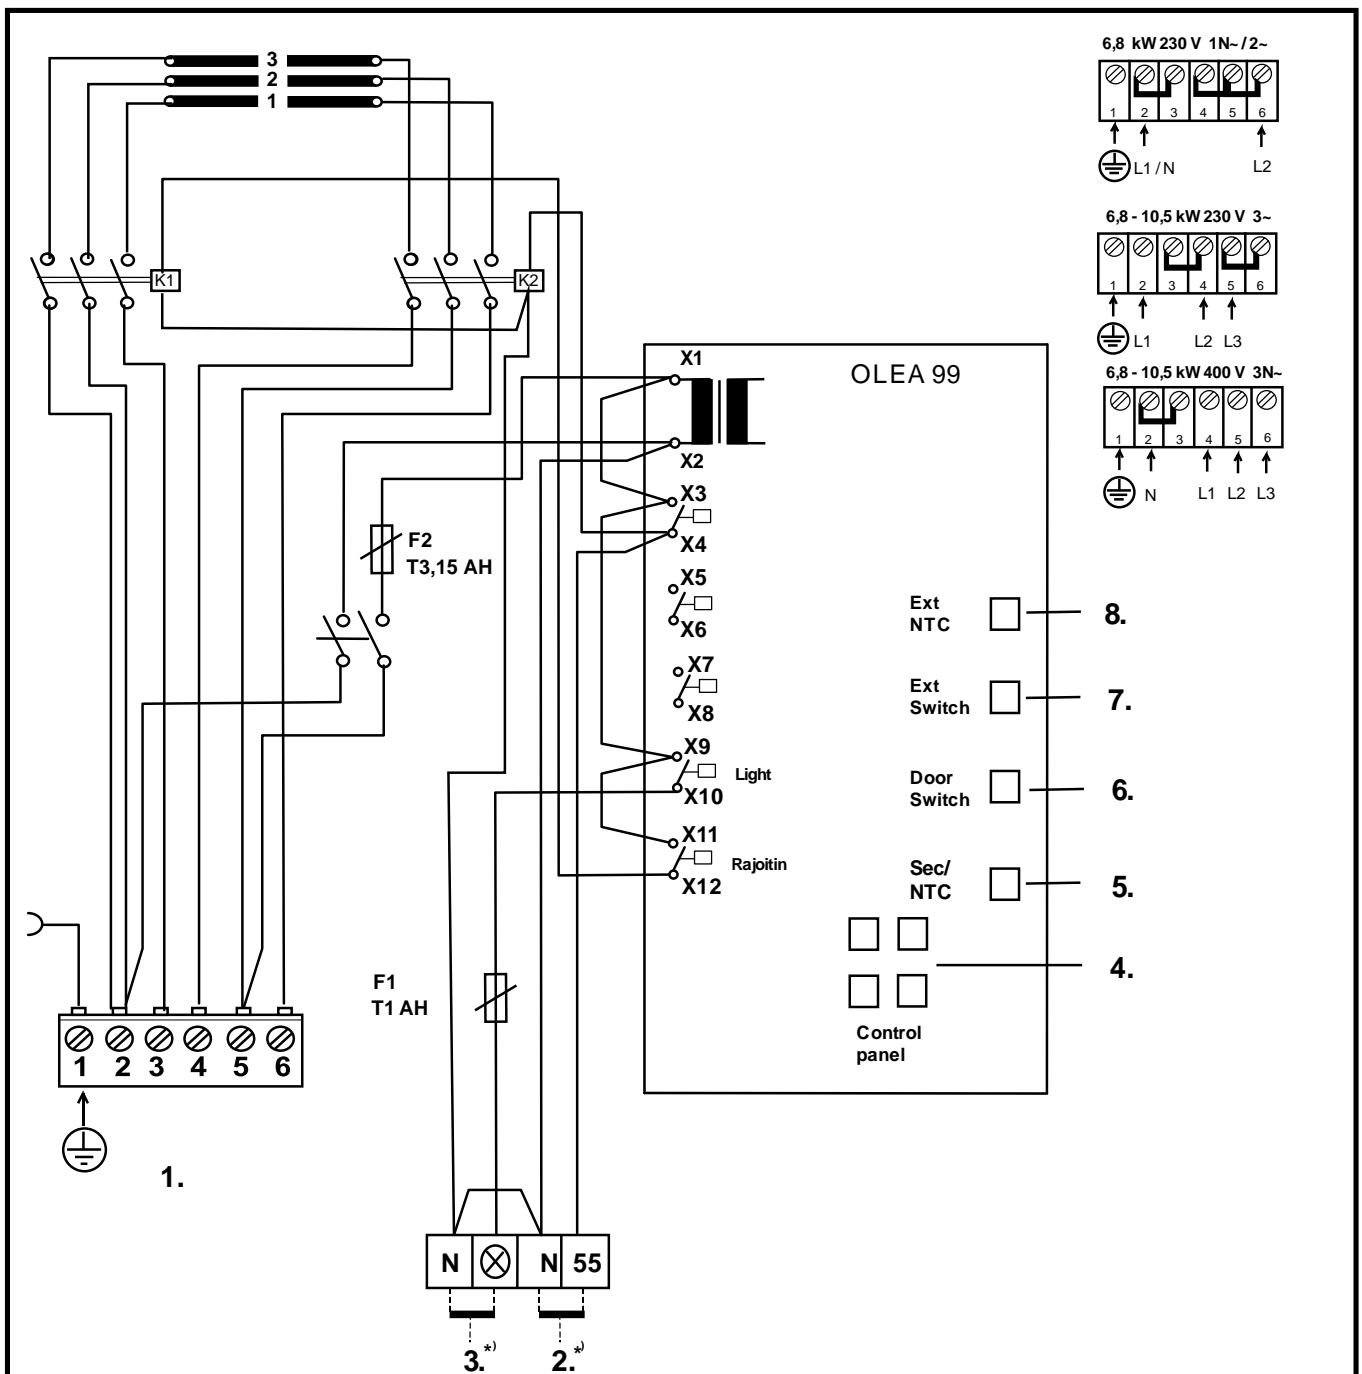 3
2
1
K1
K2
6,8 kW 230 V 1N~ / 2~
1 2 3 4 5 6
L1 / N L2
6,8 - 10,5 kW 230 V 3~
1 2 3 4 5 6
L1 L2 L3
6,8 - 10,5 kW 400 V 3N~
1 2 3 4 5 6
N L1 L2 L3
OLEA 99
X1
X2
X3
X4
X5
X6
X7
X8
X9
Light
X10
X11
Rajoitin
X12
F2
T3,15 AH
Ext
NTC
8.
Ext
Switch
7.
Door
Switch
6.
Sec/
NTC
5.
4.
Control
panel
F1
T1 AH
1 2 3 4 5 6
1.
N N 55
3.*) 2.*)